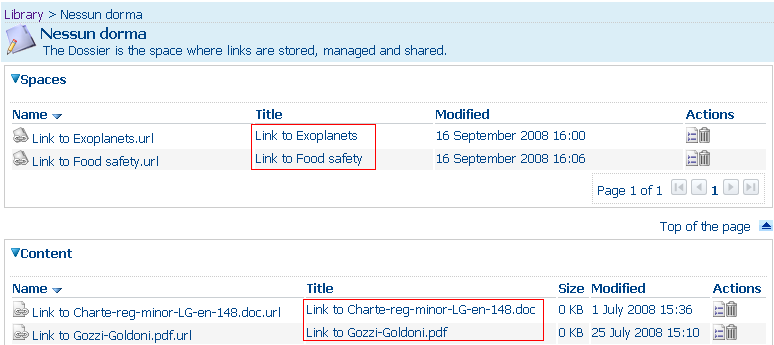 Library > Nessun dorma
Nessun dorma
The Dossier is the space where links are stored, managed and shared.
Spaces
Name Title Modified Actions
Link to Exoplanets.url Link to Exoplanets 16 September 2008 16:00
Link to Food safety.url Link to Food safety 16 September 2008 16:06
Page 1 of 1 1
Top of the page
Content
Name Title Size Modified Actions
Link to Charte-reg-minor-LG-en-148.doc.url Link to Charte-reg-minor-LG-en-148.doc 0 KB 1 July 2008 15:36
Link to Gozzi-Goldoni.pdf.url Link to Gozzi-Goldoni.pdf 0 KB 25 July 2008 15:10